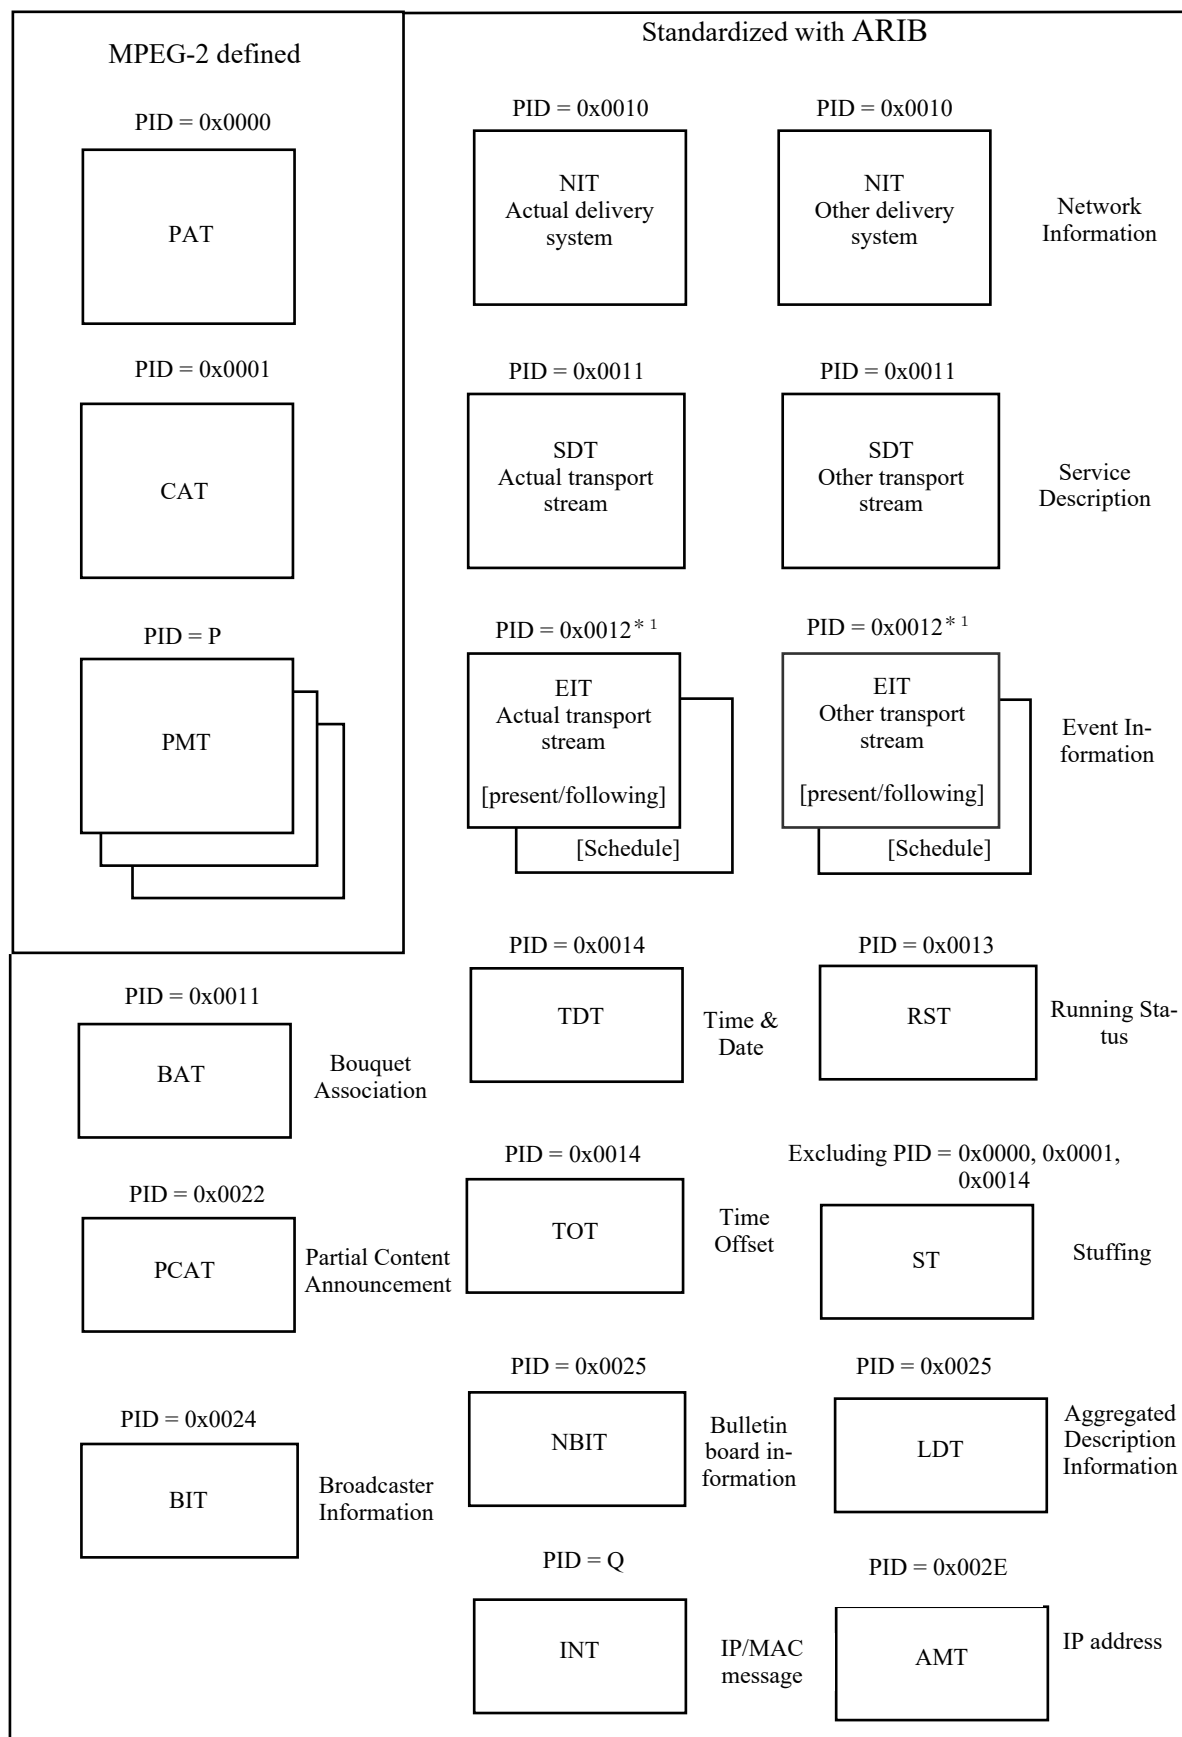 MPEG-2 defined
Standardized with ARIB
PID = 0x0000
PAT
PID = 0x0010
NIT
Actual delivery
system
PID = 0x0010
NIT
Other delivery
system
Network
Information
PID = 0x0001
CAT
PID = 0x0011
SDT
Actual transport
stream
PID = 0x0011
SDT
Other transport
stream
Service
Description
PID = P
PMT
PID = 0x0012*1
EIT
Actual transport
stream
[present/following]
[Schedule]
PID = 0x0012*1
EIT
Other transport
stream
[present/following]
[Schedule]
Event In-
formation
PID = 0x0011
BAT
Bouquet
Association
PID = 0x0014
TDT
Time &
Date
PID = 0x0013
RST
Running Sta-
tus
PID = 0x0022
PCAT
Partial Content
Announcement
PID = 0x0014
TOT
Time
Offset
Excluding PID = 0x0000, 0x0001,
0x0014
ST
Stuffing
PID = 0x0024
BIT
Broadcaster
Information
PID = 0x0025
NBIT
Bulletin
board in-
formation
PID = 0x0025
LDT
Aggregated
Description
Information
PID = Q
INT
IP/MAC
message
PID = 0x002E
AMT
IP address